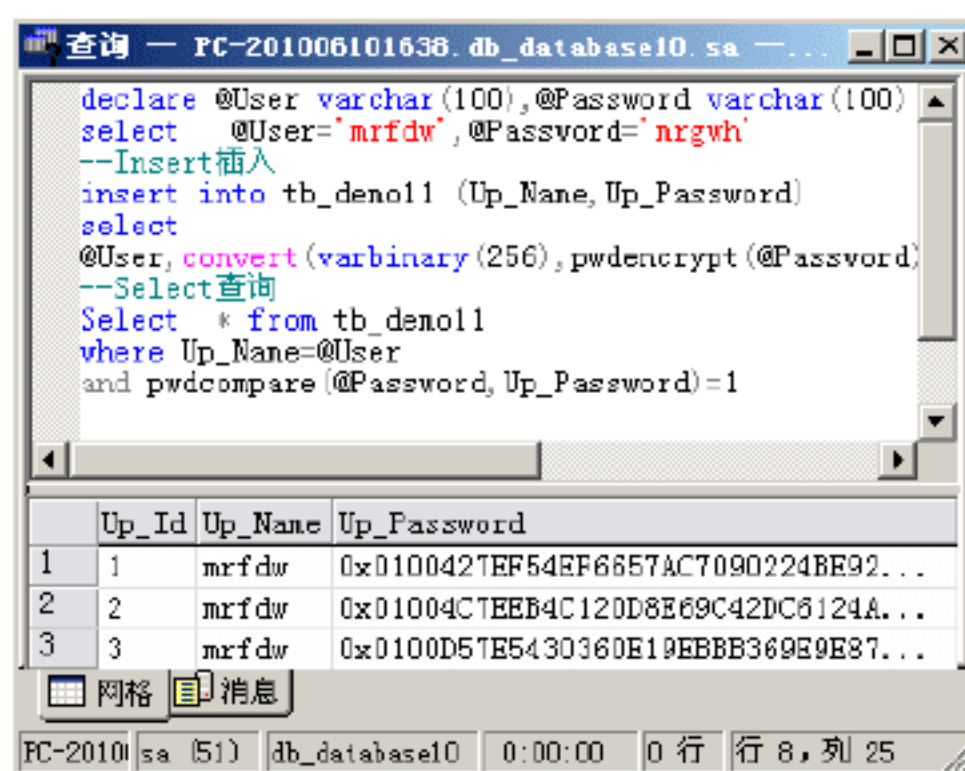 查询 — PC-201006101638.db_database10.sa —...
declare @User varchar(100),@Password varchar(100)
select @User='mrfdw',@Password='nrgwh'
--Insert插入
insert into tb_demo11 (Up_Name,Up_Password)
select
@User,convert(varbinary(256),pwdencrypt(@Password)
--Select查询
Select * from tb_demo11
where Up_Name=@User
and pwdcompare(@Password,Up_Password)=1
Up_Id Up_Name Up_Password
1 1 mrfdw 0x0100427EF54EF6657AC7090224BE92...
2 2 mrfdw 0x01004C7EEB4C120D8E69C42DC6124A...
3 3 mrfdw 0x0100D57E5430360E19EBBB369E9E87...
网格 消息
PC-2010 sa (51) db_database10 0:00:00 0 行 行 8, 列 25